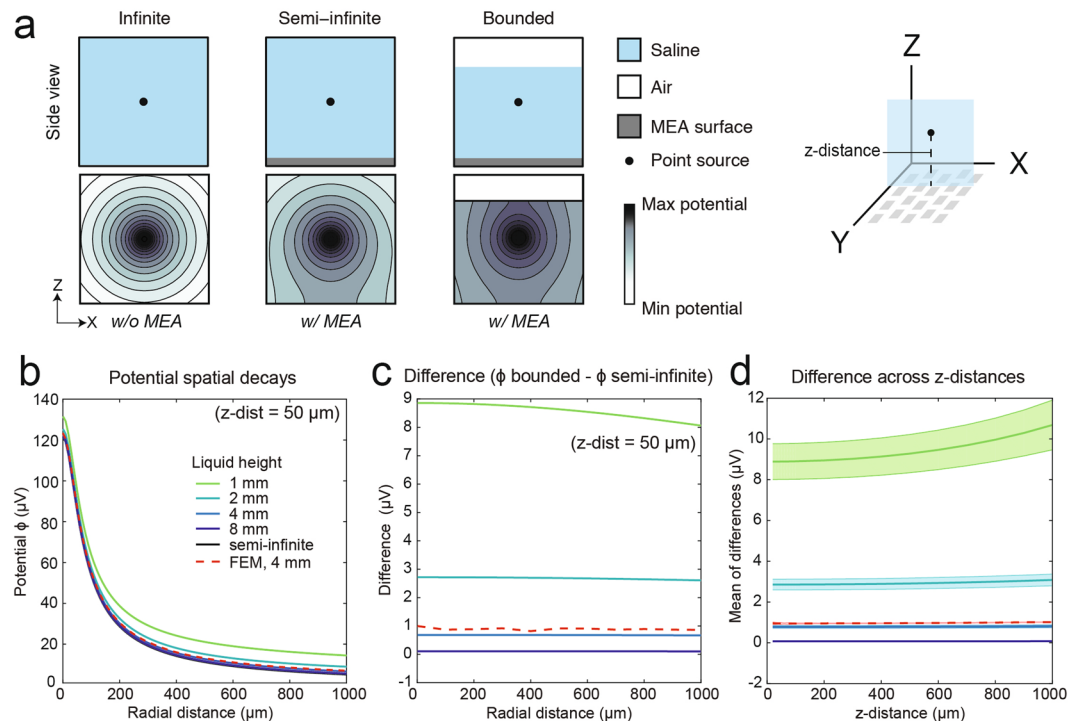 a
Infinite
Semi–infinite
Bounded
Side view
Saline
Air
MEA surface
Point source
Max potential
Min potential
Z
X
w/o MEA
w/ MEA
w/ MEA
Z
z-distance
X
Y
b
Potential spatial decays
(z-dist = 50 µm)
Liquid height
1 mm
2 mm
4 mm
8 mm
semi-infinite
FEM, 4 mm
Potential ϕ (µV)
140
120
100
80
60
40
20
0
0 200 400 600 800 1000
Radial distance (µm)
c
Difference (ϕ bounded - ϕ semi-infinite)
(z-dist = 50 µm)
Difference (µV)
9
8
7
6
5
4
3
2
1
0
-1
0 200 400 600 800 1000
Radial distance (µm)
d
Difference across z-distances
Mean of differences (µV)
12
10
8
6
4
2
0
-2
200 400 600 800 1000
z-distance (µm)